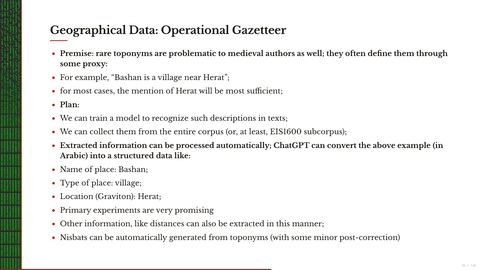 Geographical Data: Operational Gazetteer
• Premise: rare toponyms are problematic to medieval authors as well; they often define them through
some proxy:
• For example, “Bashan is a village near Herat”;
• for most cases, the mention of Herat will be most sufficient;
• Plan:
• We can train a model to recognize such descriptions in texts;
• We can collect them from the entire corpus (or, at least, EIS1600 subcorpus);
• Extracted information can be processed automatically; ChatGPT can convert the above example (in
Arabic) into a structured data like:
• Name of place: Bashan;
• Type of place: village;
• Location (Graviton): Herat;
• Primary experiments are very promising
• Other information, like distances can also be extracted in this manner;
• Nisbats can be automatically generated from toponyms (with some minor post-correction)